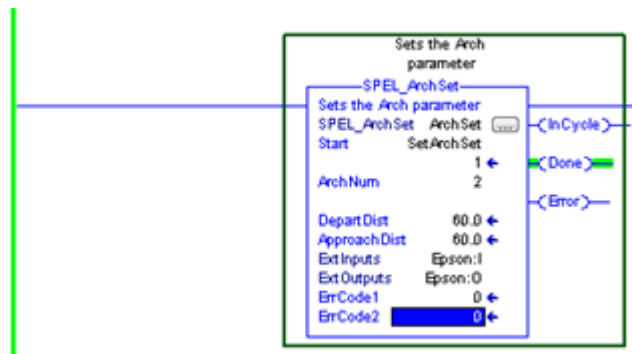 Sets the Arch
parameter
SPEL_ArchSet
Sets the Arch parameter
SPEL_ArchSet ArchSet ...
InCycle
Start SetArchSet
1
Done
ArchNum 2
Error
DepartDist 60.0
ApproachDist 60.0
ExtInputs Epson:I
ExtOutputs Epson:O
ErrCode1 0
ErrCode2 0